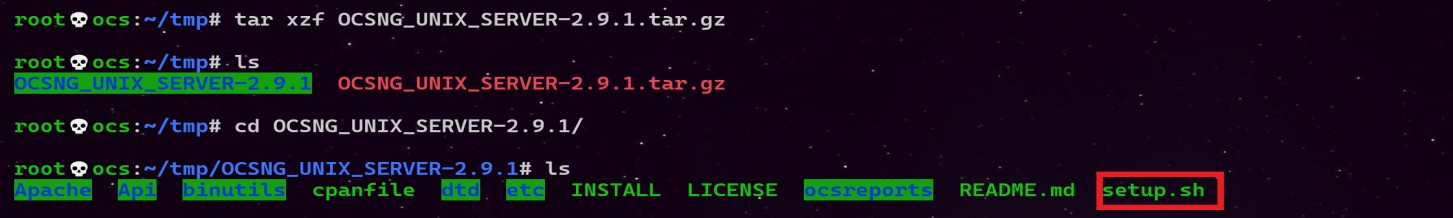 root💀ocs:~/tmp# tar xzf OCSNG_UNIX_SERVER-2.9.1.tar.gz
root💀ocs:~/tmp# ls
OCSNG_UNIX_SERVER-2.9.1  OCSNG_UNIX_SERVER-2.9.1.tar.gz
root💀ocs:~/tmp# cd OCSNG_UNIX_SERVER-2.9.1/
root💀ocs:~/tmp/OCSNG_UNIX_SERVER-2.9.1# ls
Apache  Api  binutils  cpanfile  dtd  etc  INSTALL  LICENSE  ocsreports  README.md  setup.sh